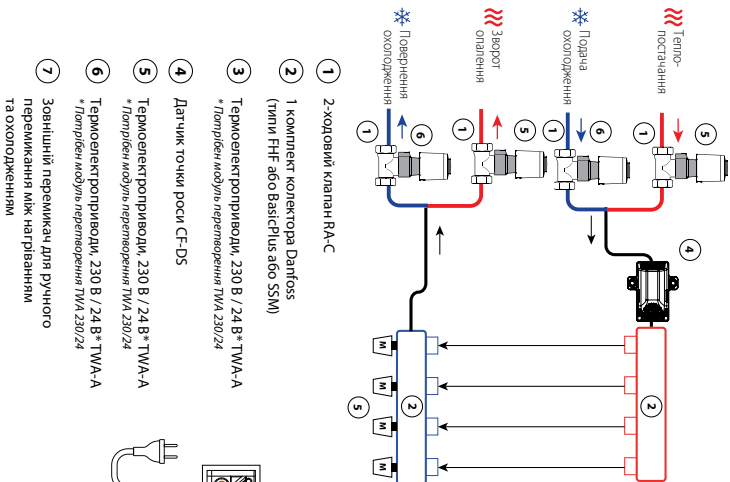 Тепло-
постачання
Подача
охолодження
Зворот
опалення
Повернення
охолодження
5
1
6
1
5
1
6
1
4
2
2
5
M
M
M
M
1 2-ходовий клапан RA-C
2 1 комплект колектора Danfoss
(типи FHF або BasicPlus або SSM)
3 Термоелектроприводи, 230 В / 24 В* TWA-A
* Потрібен модуль перетворення TWA 230/24
4 Датчик точки роси CF-DS
5 Термоелектроприводи, 230 В / 24 В* TWA-A
* Потрібен модуль перетворення TWA 230/24
6 Термоелектроприводи, 230 В / 24 В* TWA-A
* Потрібен модуль перетворення TWA 230/24
7 Зовнішній перемикач для ручного
перемикання між нагріванням
та охолодженням